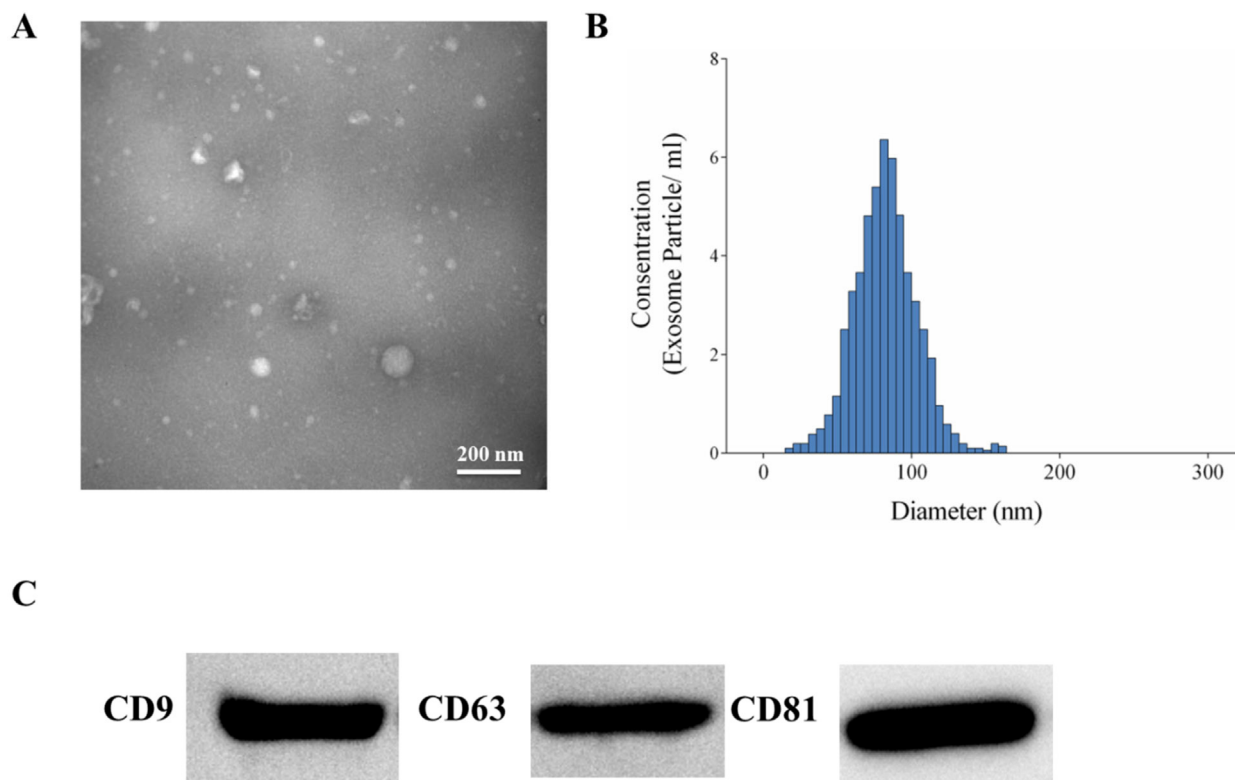 A
B
200 nm
Consentration
(Exosome Particle/ ml)
8
6
4
2
0
0 100 200 300
Diameter (nm)
C
CD9
CD63
CD81